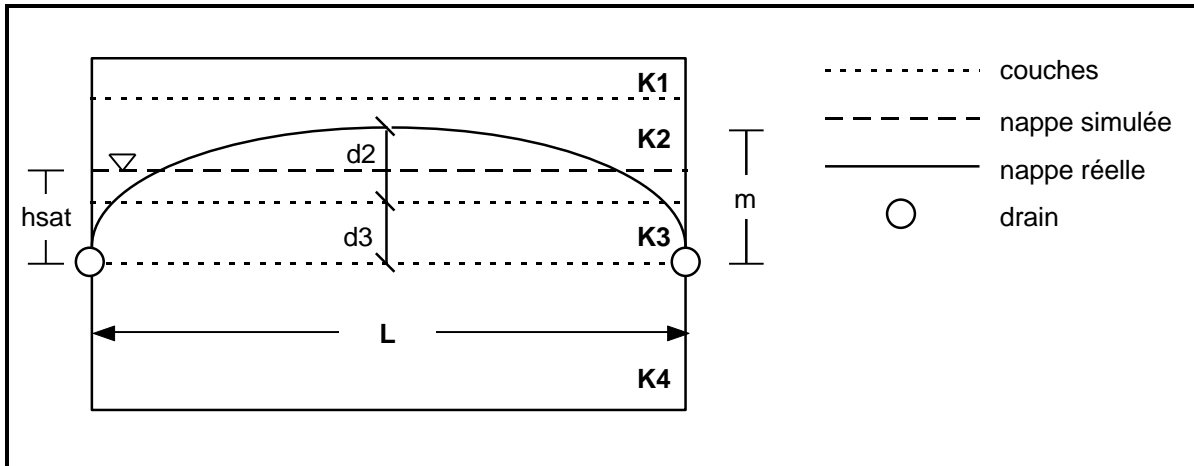 K1
K2
d2
hsat
d3
K3
m
L
K4
couches
nappe simulée
nappe réelle
drain